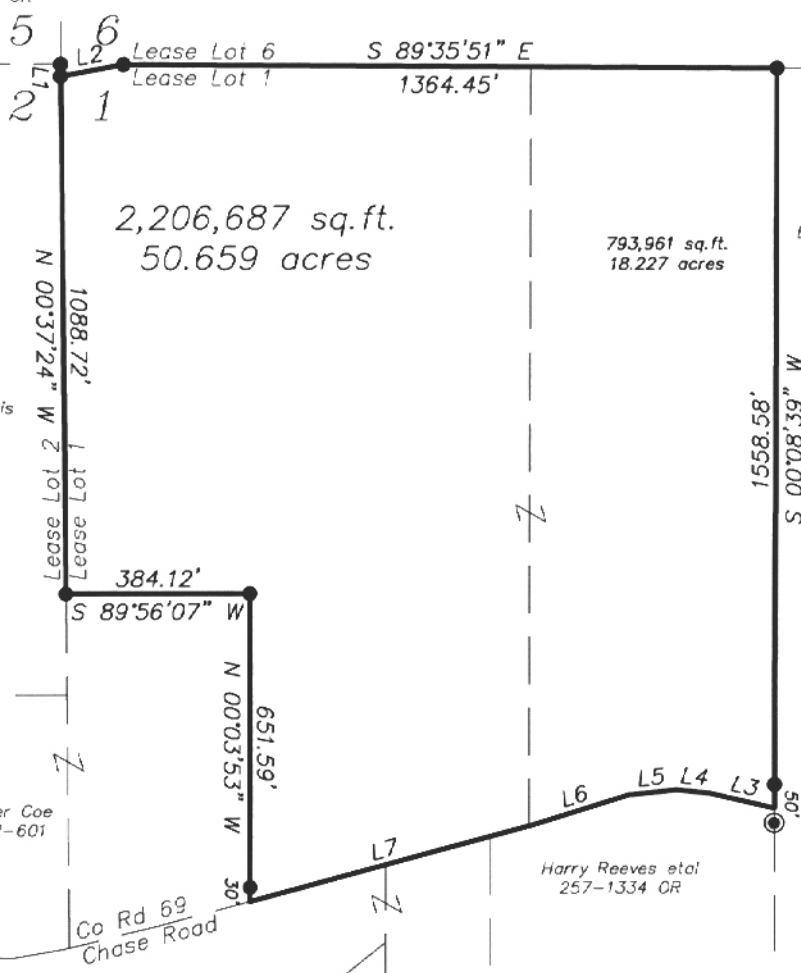 5 6
L2
Lease Lot 6
S 89°35'51" E
L1
Lease Lot 1
1364.45'
2 1
2,206,687 sq.ft.
50.659 acres
793,961 sq.ft.
18.227 acres
N 00°37'24" W
1088.72'
is
Lease Lot 2
Lease Lot 1
1558.58'
S 00°08'39" W
384.12'
S 89°56'07" W
N 00°03'53" W
651.59'
L6
L5
L4
L3
50'
er Coe
-601
L7
Harry Reeves etal
257-1334 OR
30'
Co Rd 69
Chase Road